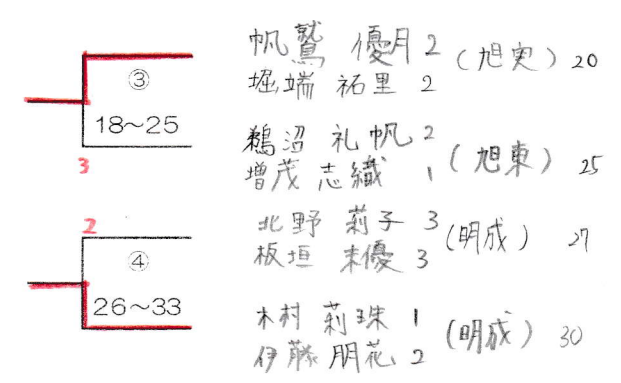 帆鷲 優月 2 (旭実) 20
堀端 祐里 2
③
18~25
鵜沼 礼帆 2 (旭東) 25
増茂 志織 1
3
2
北野 莉子 3 (明成) 27
板垣 未優 3
④
26~33
木村 莉珠 1 (明成) 30
伊藤 朋花 2